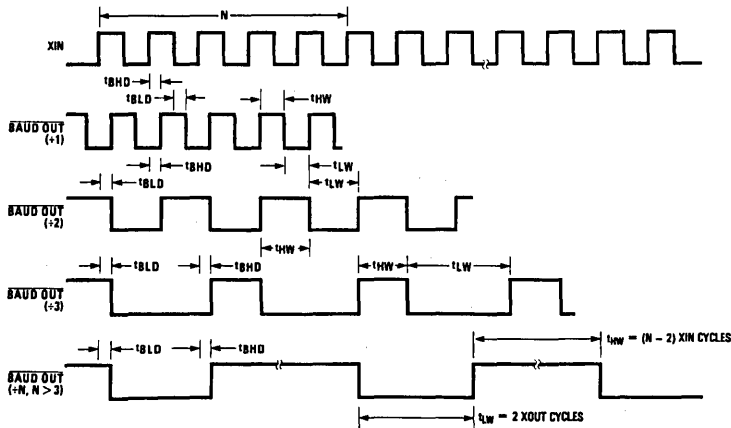 N
XIN
tBHD
tBLD
tHW
BAUD OUT
(÷1)
tBHD
tLW
tBLD
tLW
BAUD OUT
(÷2)
tHW
tBLD
tBHD
tHW
tLW
BAUD OUT
(÷3)
tHW = (N – 2) XIN CYCLES
tBLD
tBHD
BAUD OUT
(÷N, N > 3)
tLW = 2 XOUT CYCLES